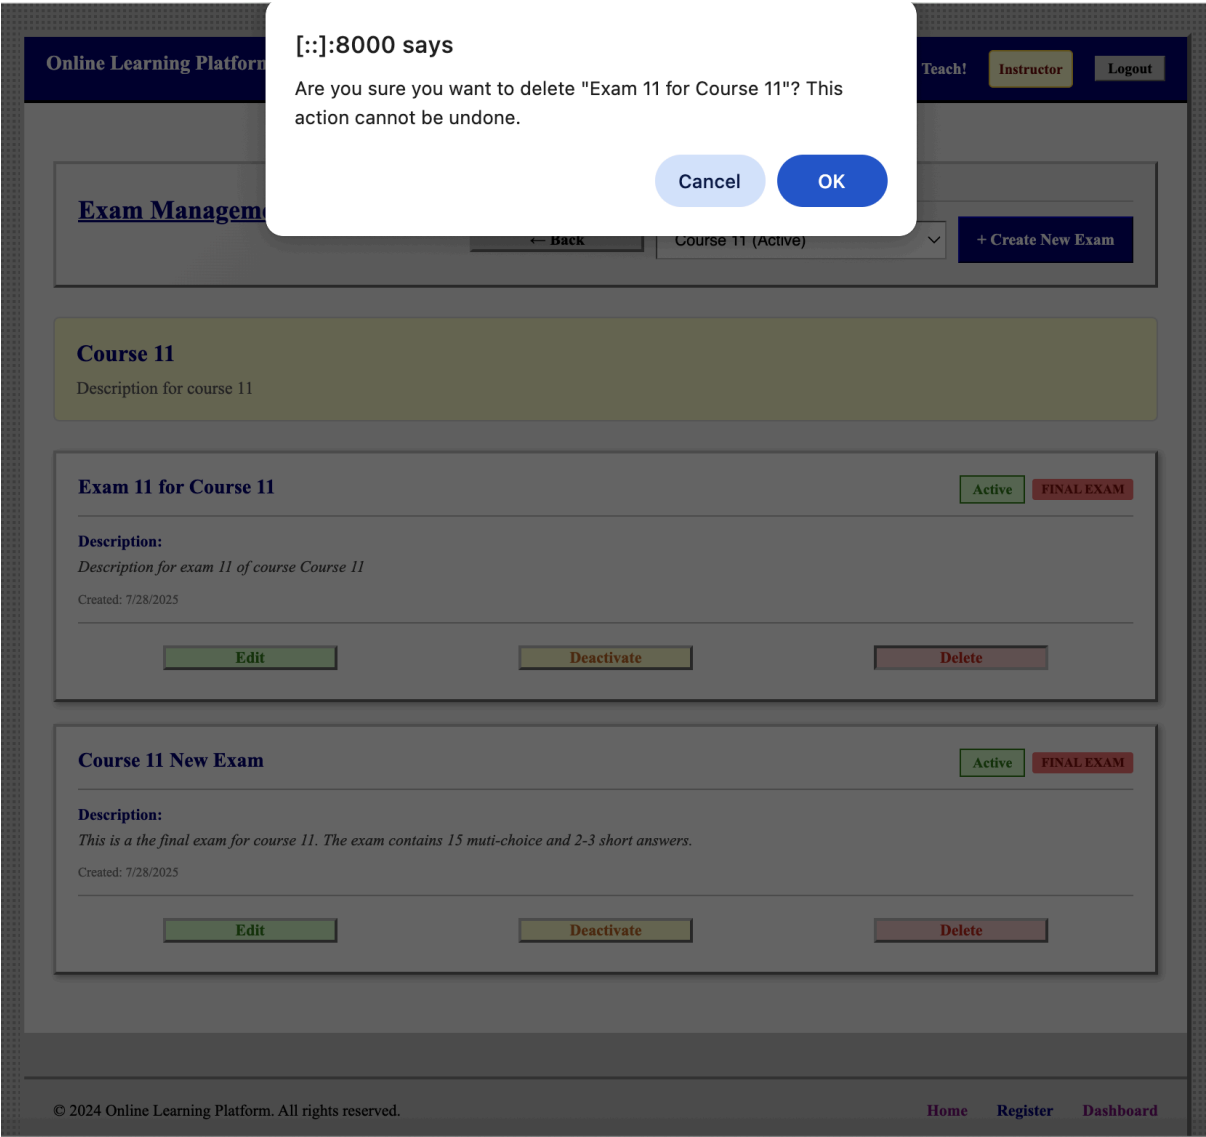 [::]:8000 says
Are you sure you want to delete "Exam 11 for Course 11"? This
action cannot be undone.
Cancel
OK
Online Learning Platform
Teach!
Instructor
Logout
Exam Managem
← Back
Course 11 (Active)
+ Create New Exam
Course 11
Description for course 11
Exam 11 for Course 11
Active
FINAL EXAM
Description:
Description for exam 11 of course Course 11
Created: 7/28/2025
Edit
Deactivate
Delete
Course 11 New Exam
Active
FINAL EXAM
Description:
This is a the final exam for course 11. The exam contains 15 muti-choice and 2-3 short answers.
Created: 7/28/2025
Edit
Deactivate
Delete
© 2024 Online Learning Platform. All rights reserved.
Home
Register
Dashboard